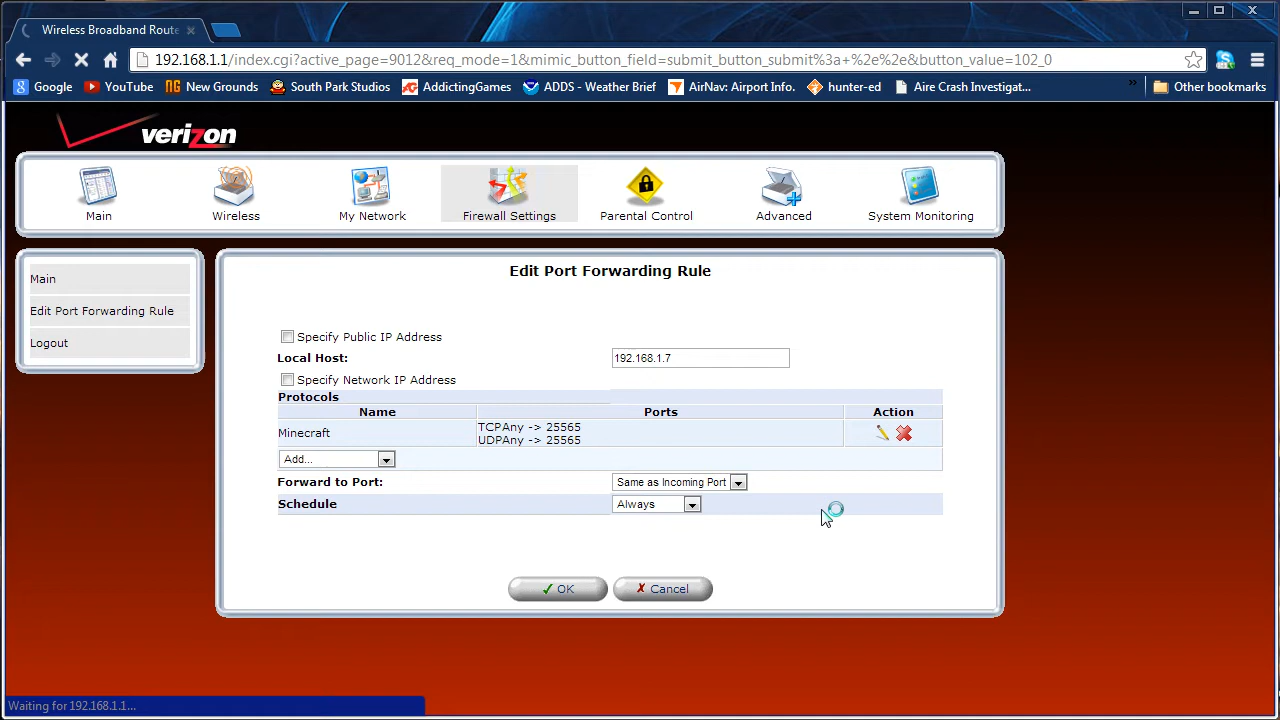 Wireless Broadband Route
192.168.1.1/index.cgi?active_page=9012&req_mode=1&mimic_button_field=submit_button_submit%3a+%2e%2e&button_value=102_0
Google YouTube New Grounds South Park Studios AddictingGames ADDS - Weather Brief AirNav: Airport Info. hunter-ed Aire Crash Investigat... » Other bookmarks
verizon
Main Wireless My Network Firewall Settings Parental Control Advanced System Monitoring
Main
Edit Port Forwarding Rule
Logout
Edit Port Forwarding Rule
Specify Public IP Address
Local Host: 192.168.1.7
Specify Network IP Address
Protocols
Name Ports Action
Minecraft TCPAny -> 25565
UDPAny -> 25565
Add...
Forward to Port: Same as Incoming Port
Schedule Always
OK Cancel
Waiting for 192.168.1.1...